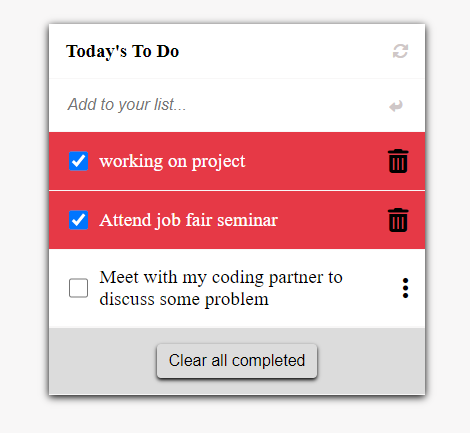 Today's To Do
Add to your list...
working on project
Attend job fair seminar
Meet with my coding partner to
discuss some problem
Clear all completed